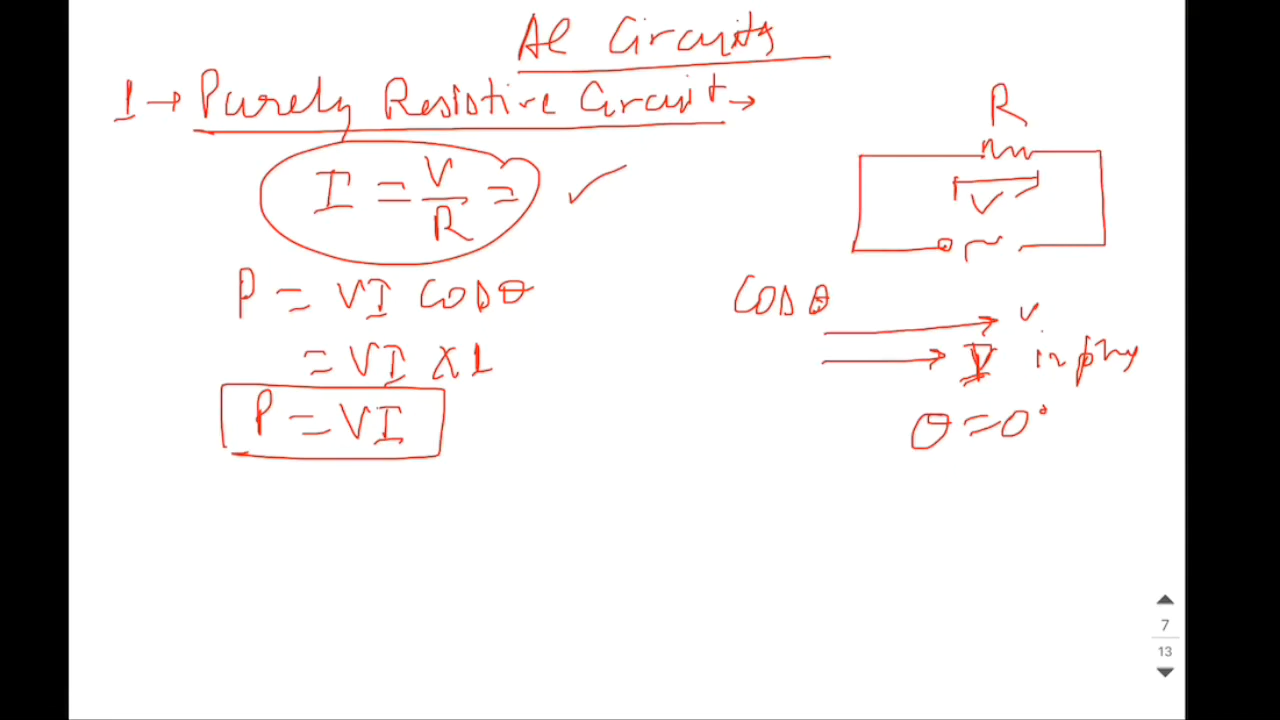 AC Circuits
1 → Purely Resistive Circuit →
R
I = V/R =
V
P = VI cosθ
cosθ
V
= VI x 1
I in phase
P = VI
θ = 0°
7
13